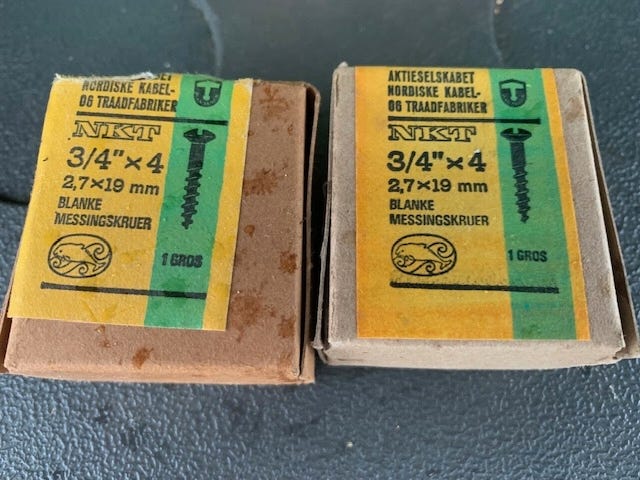 NORDISKE KABEL-
OG TRAADFABRIKER
NKT
3/4" × 4
2,7 × 19 mm
BLANKE
MESSINGSKRUER
1 GROS
AKTIESELSKABET
NORDISKE KABEL-
OG TRAADFABRIKER
NKT
3/4" × 4
2,7 × 19 mm
BLANKE
MESSINGSKRUER
1 GROS